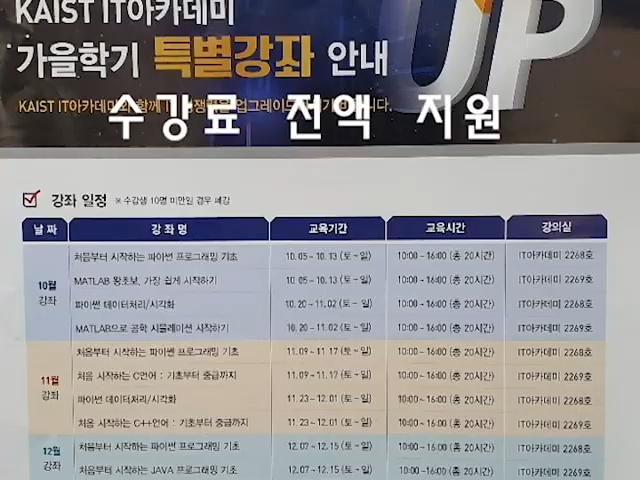 KAIST IT아카데미
UP
가을학기 특별강좌 안내
KAIST IT아카데미와 함께 업그레이드
수강료 전액 지원
강좌 일정 ※ 수강생 10명 미만일 경우 폐강
날 짜 강 좌 명 교육기간 교육시간 강의실
10월 강좌
처음부터 시작하는 파이썬 프로그래밍 기초 10. 05 ~ 10. 13 (토 ~ 일) 10:00 ~ 16:00 (총 20시간) IT아카데미 2268호
MATLAB 왕초보, 가장 쉽게 시작하기 10. 05 ~ 10. 13 (토 ~ 일) 10:00 ~ 16:00 (총 20시간) IT아카데미 2269호
파이썬 데이터처리/시각화 10. 20 ~ 11. 02 (토 ~ 일) 10:00 ~ 16:00 (총 20시간) IT아카데미 2268호
MATLAB으로 공학 시뮬레이션 시작하기 10. 20 ~ 11. 02 (토 ~ 일) 10:00 ~ 16:00 (총 20시간) IT아카데미 2269호
11월 강좌
처음부터 시작하는 파이썬 프로그래밍 기초 11. 09 ~ 11. 17 (토 ~ 일) 10:00 ~ 16:00 (총 20시간) IT아카데미 2268호
처음 시작하는 C언어 : 기초부터 중급까지 11. 09 ~ 11. 17 (토 ~ 일) 10:00 ~ 16:00 (총 20시간) IT아카데미 2269호
파이썬 데이터처리/시각화 11. 23 ~ 12. 01 (토 ~ 일) 10:00 ~ 16:00 (총 20시간) IT아카데미 2268호
처음 시작하는 C++언어 : 기초부터 중급까지 11. 23 ~ 12. 01 (토 ~ 일) 10:00 ~ 16:00 (총 20시간) IT아카데미 2269호
12월 강좌
처음부터 시작하는 파이썬 프로그래밍 기초 12. 07 ~ 12. 15 (토 ~ 일) 10:00 ~ 16:00 (총 20시간) IT아카데미 2268호
처음부터 시작하는 JAVA 프로그래밍 기초 12. 07 ~ 12. 15 (토 ~ 일) 10:00 ~ 16:00 (총 20시간) IT아카데미 2269호